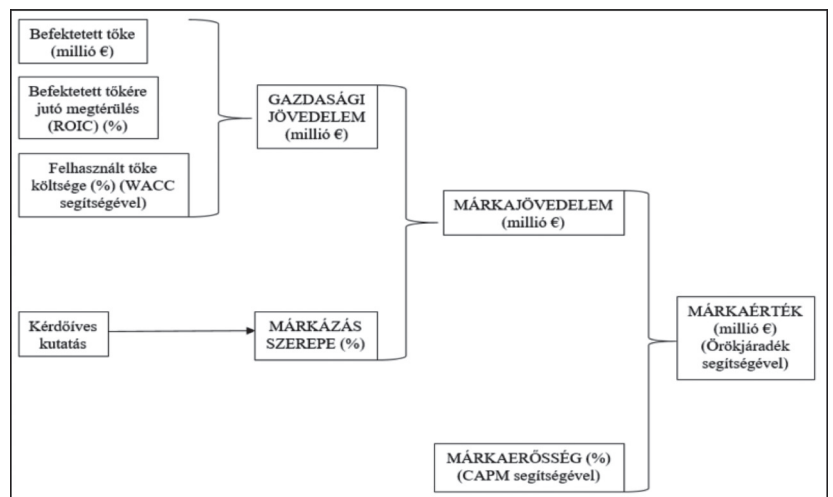 Befektetett tőke
(millió €)
Befektetett tőkére
jutó megtérülés
(ROIC) (%)
Felhasznált tőke
költsége (%) (WACC
segítségével)
GAZDASÁGI
JÖVEDELEM
(millió €)
MÁRKAJÖVEDELEM
(millió €)
Kérdőíves
kutatás
MÁRKÁZÁS
SZEREPE (%)
MÁRKAÉRTÉK
(millió €)
(Örökjáradék
segítségével)
MÁRKAERŐSSÉG (%)
(CAPM segítségével)